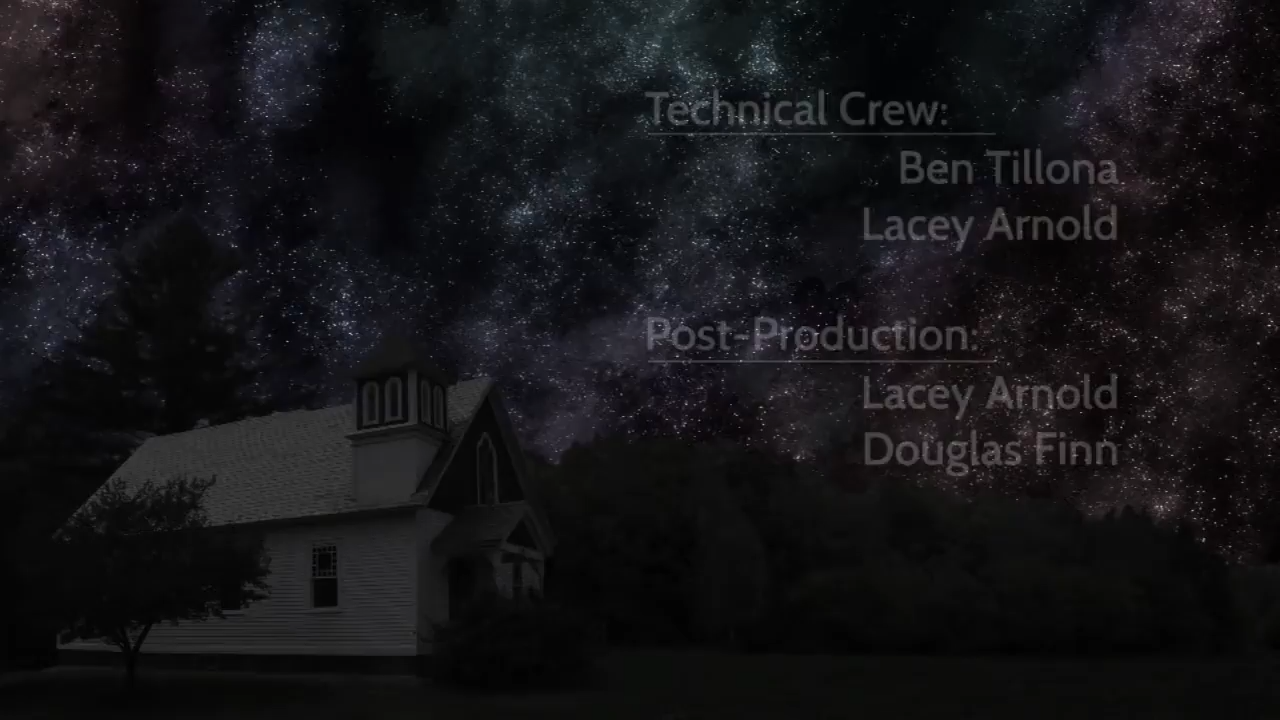 Technical Crew:
Ben Tillona
Lacey Arnold
Post-Production:
Lacey Arnold
Douglas Finn